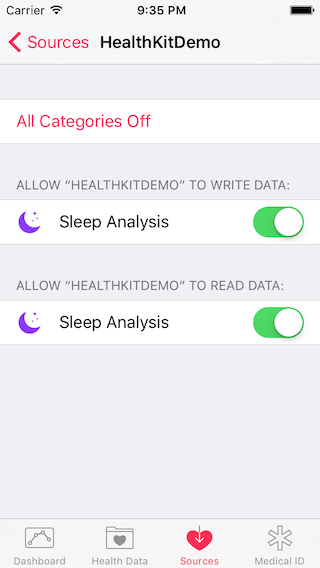 Carrier 9:35 PM
Sources HealthKitDemo
All Categories Off
ALLOW “HEALTHKITDEMO” TO WRITE DATA:
Sleep Analysis
ALLOW “HEALTHKITDEMO” TO READ DATA:
Sleep Analysis
Dashboard Health Data Sources Medical ID